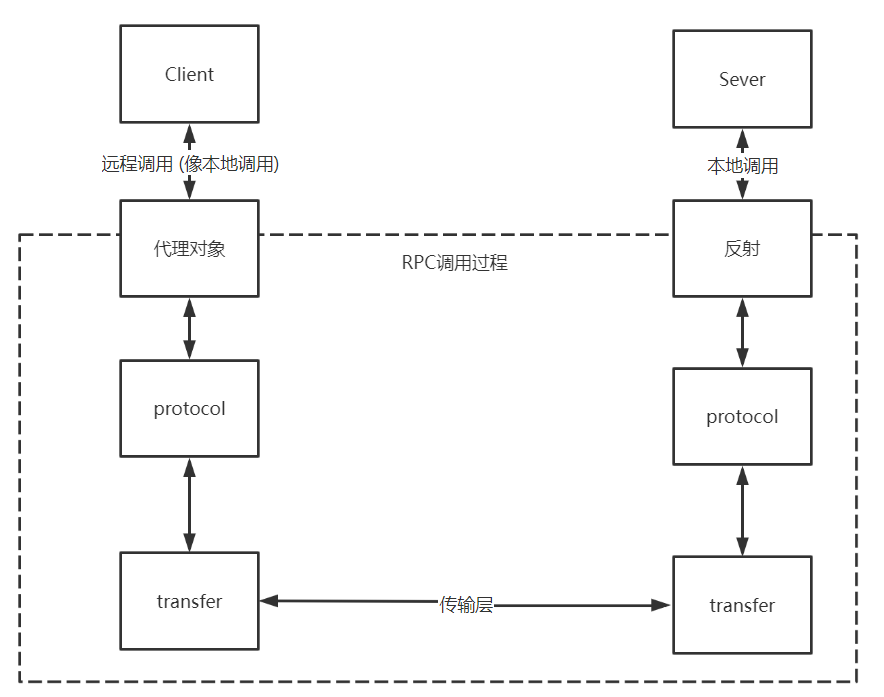 Client
Sever
远程调用 (像本地调用)
本地调用
代理对象
反射
RPC调用过程
protocol
protocol
transfer
传输层
transfer